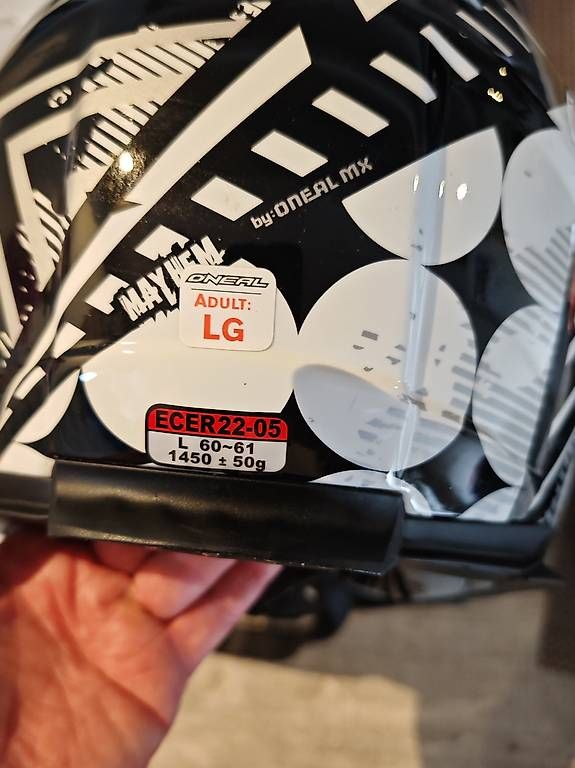 by:ONEAL MX
MAYHEM
ONEAL
ADULT:
LG
ECER22-05
L 60~61
1450 ± 50g